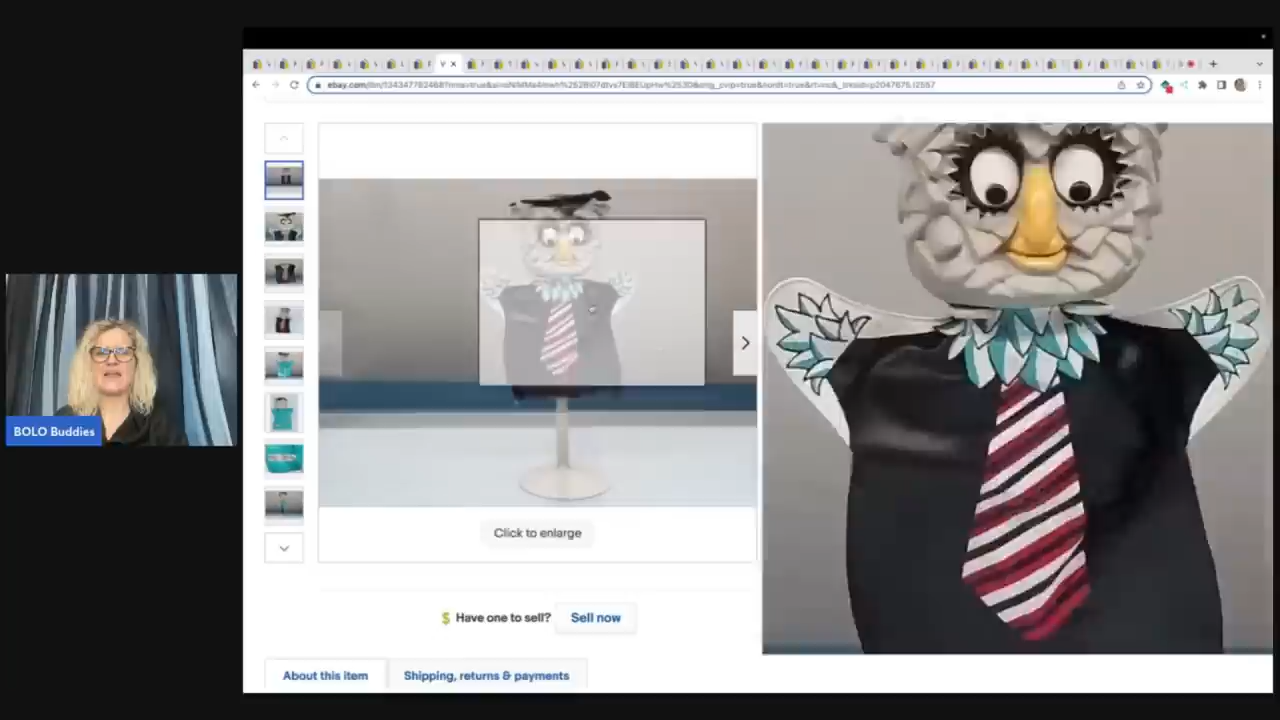 BOLO Buddies
Click to enlarge
$ Have one to sell? Sell now
About this item
Shipping, returns & payments